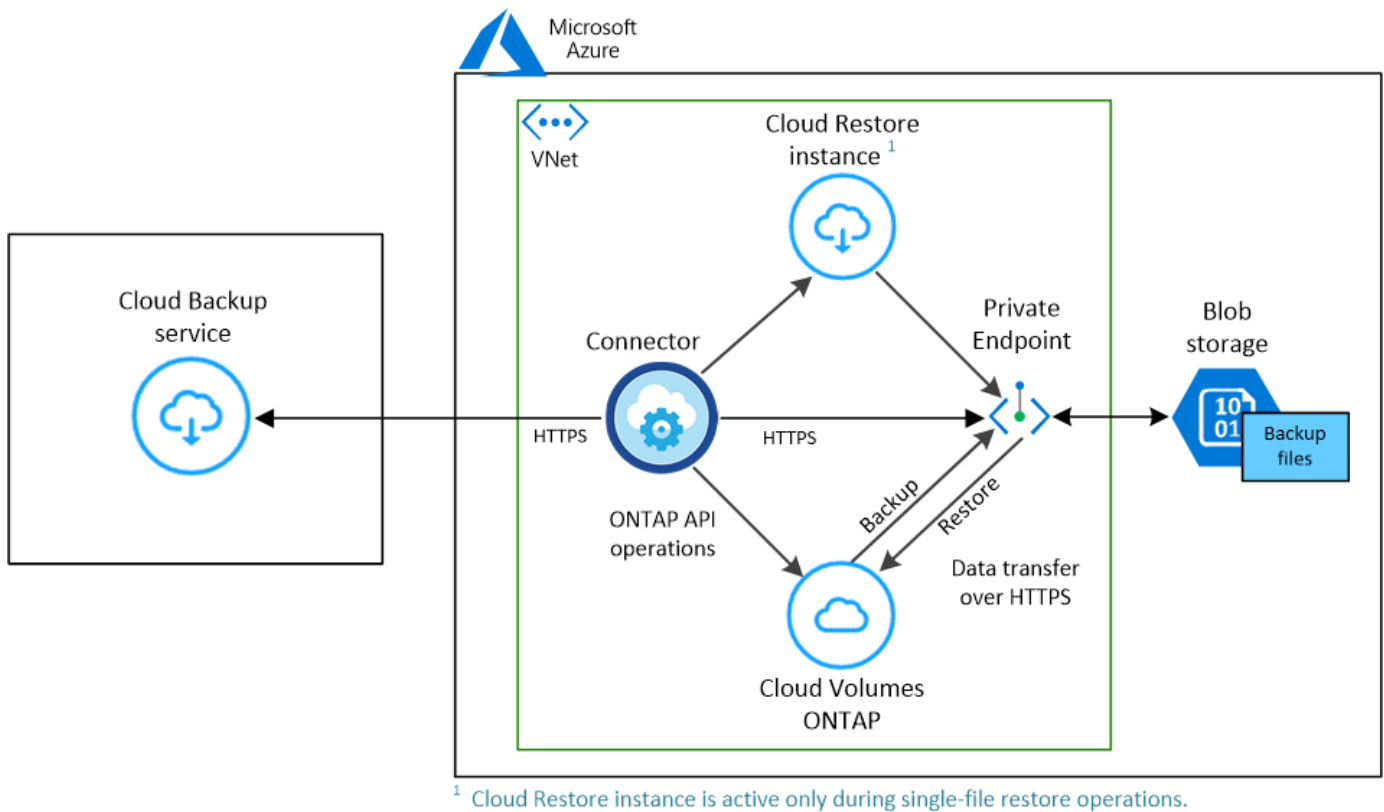 Microsoft
Azure
VNet
Cloud Restore
instance 1
Cloud Backup
service
Connector
Private
Endpoint
Blob
storage
HTTPS
HTTPS
10
01
Backup
files
ONTAP API
operations
Backup
Restore
Data transfer
over HTTPS
Cloud Volumes
ONTAP
1 Cloud Restore instance is active only during single-file restore operations.